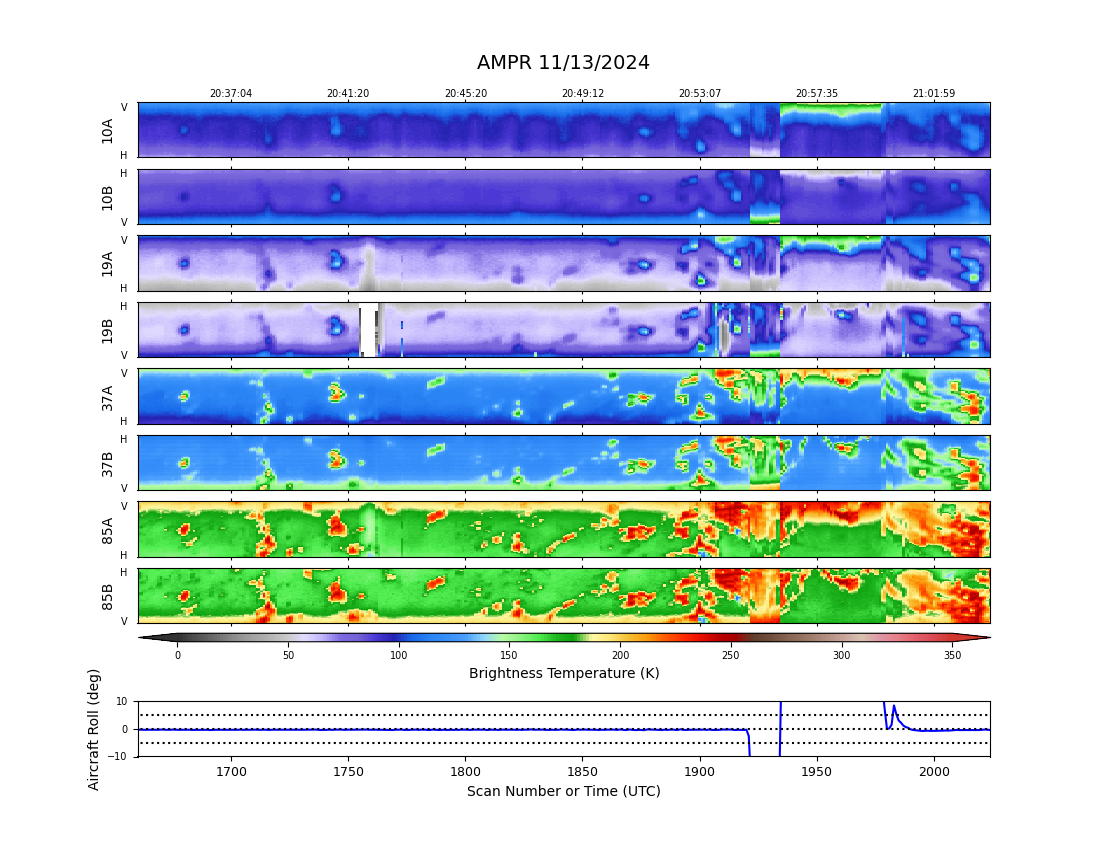 AMPR 11/13/2024
20:37:04 20:41:20 20:45:20 20:49:12 20:53:07 20:57:35 21:01:59
V
10A
H
H
10B
V
V
19A
H
H
19B
V
V
37A
H
H
37B
V
V
85A
H
H
85B
V
0 50 100 150 200 250 300 350
Brightness Temperature (K)
Aircraft Roll (deg)
10
0
−10
1700 1750 1800 1850 1900 1950 2000
Scan Number or Time (UTC)